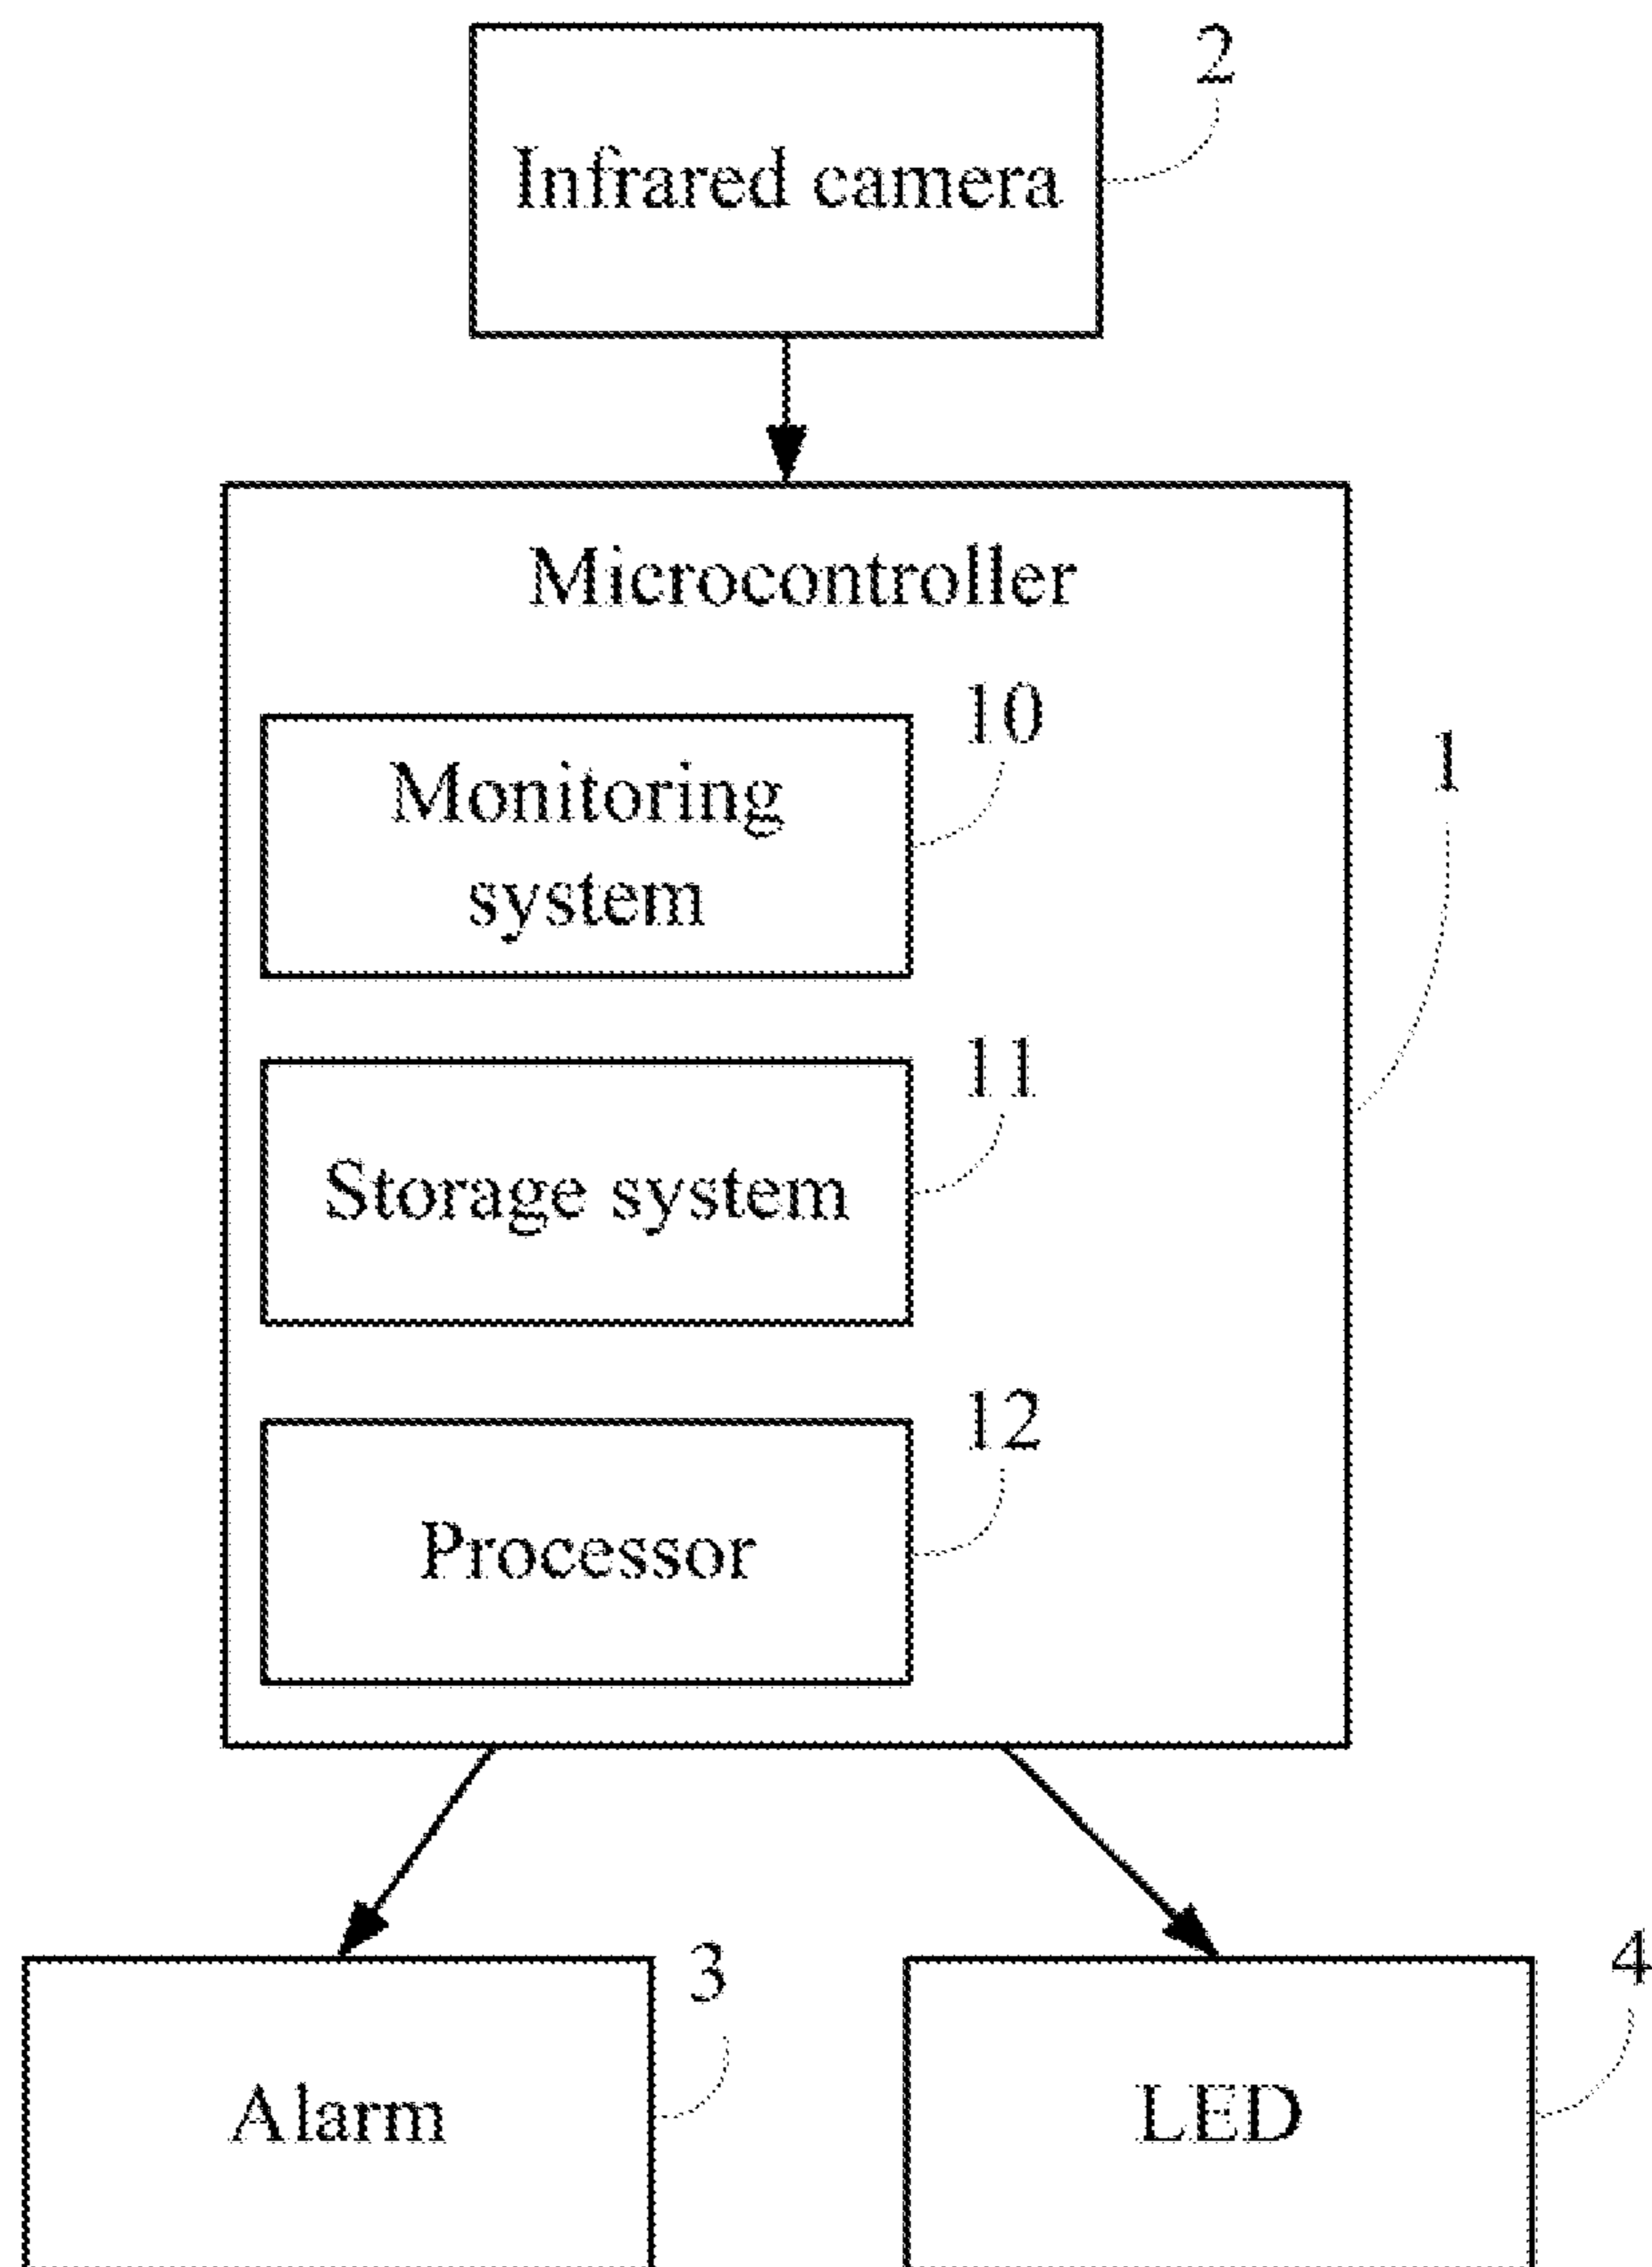 2
Infrared camera
Microcontroller
10
1
Monitoring
system
11
Storage system
12
Processor
3
4
Alarm
LED